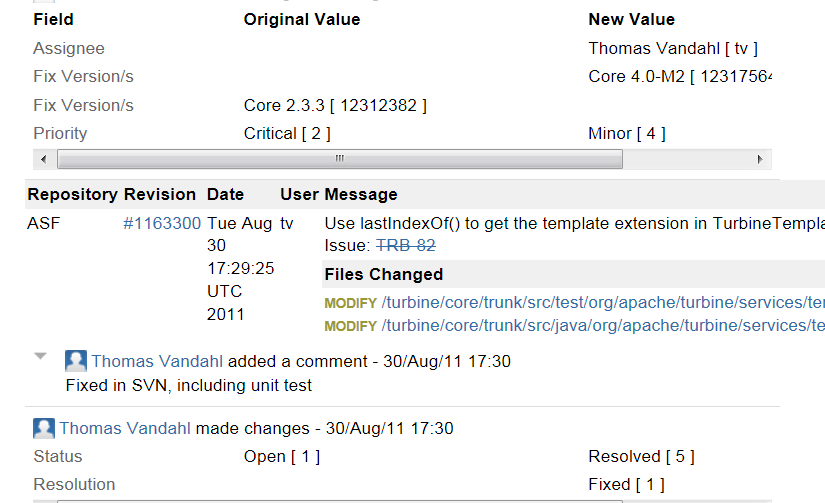 Field Original Value New Value
Assignee Thomas Vandahl [ tv ]
Fix Version/s Core 4.0-M2 [ 12317564
Fix Version/s Core 2.3.3 [ 12312382 ]
Priority Critical [ 2 ] Minor [ 4 ]
Repository Revision Date User Message
ASF #1163300 Tue Aug tv Use lastIndexOf() to get the template extension in TurbineTempla
30 Issue: TRB-82
17:29:25 Files Changed
UTC MODIFY /turbine/core/trunk/src/test/org/apache/turbine/services/ter
2011 MODIFY /turbine/core/trunk/src/java/org/apache/turbine/services/te
Thomas Vandahl added a comment - 30/Aug/11 17:30
Fixed in SVN, including unit test
Thomas Vandahl made changes - 30/Aug/11 17:30
Status Open [ 1 ] Resolved [ 5 ]
Resolution Fixed [ 1 ]